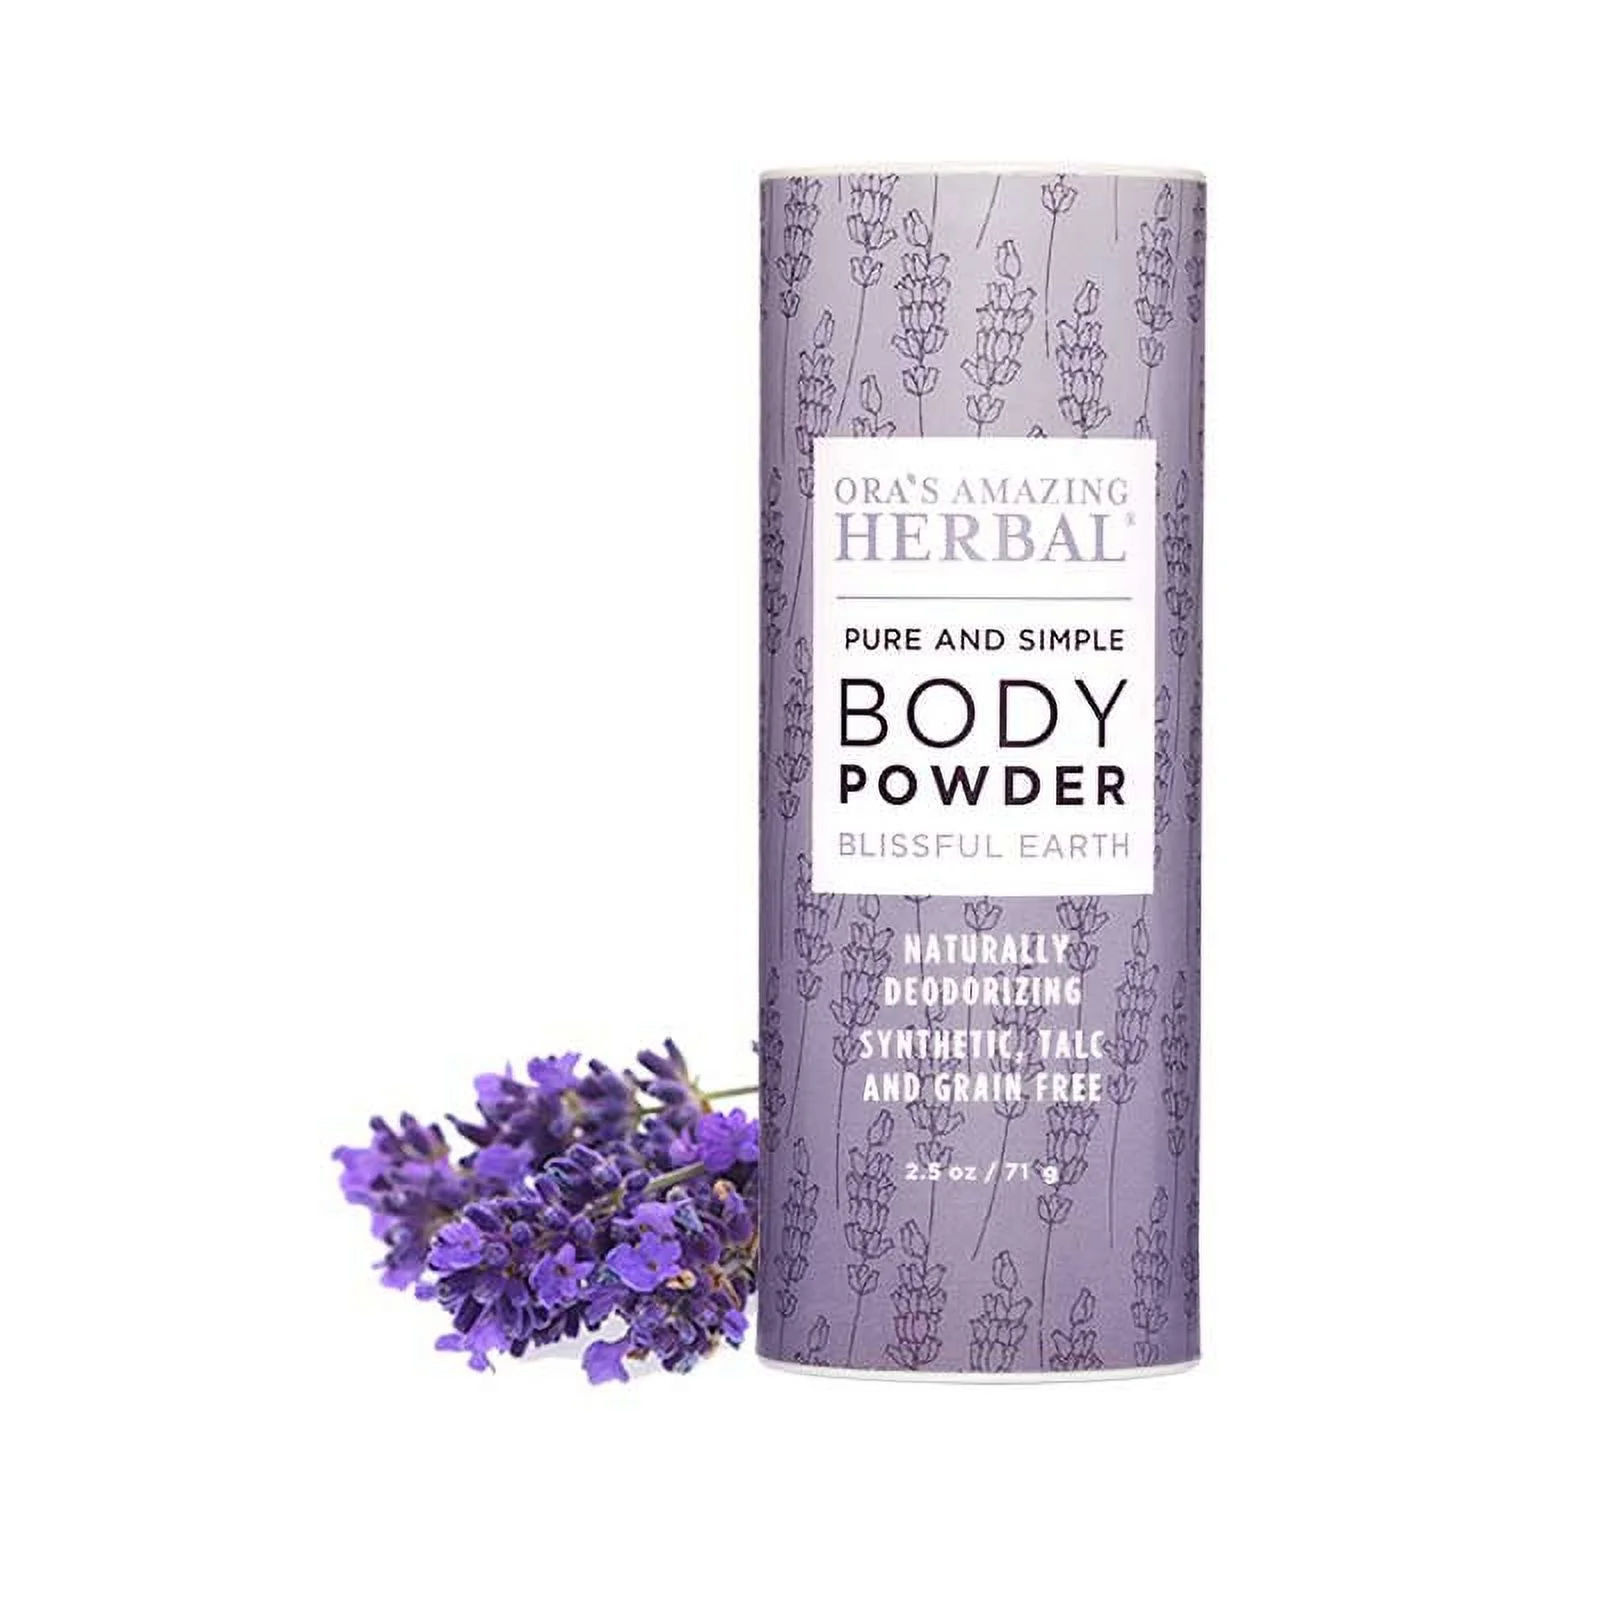 ORA'S AMAZING
HERBAL®
PURE AND SIMPLE
BODY
POWDER
BLISSFUL EARTH
NATURALLY
DEODORIZING
SYNTHETIC, TALC
AND GRAIN FREE
2.5 oz / 71 g